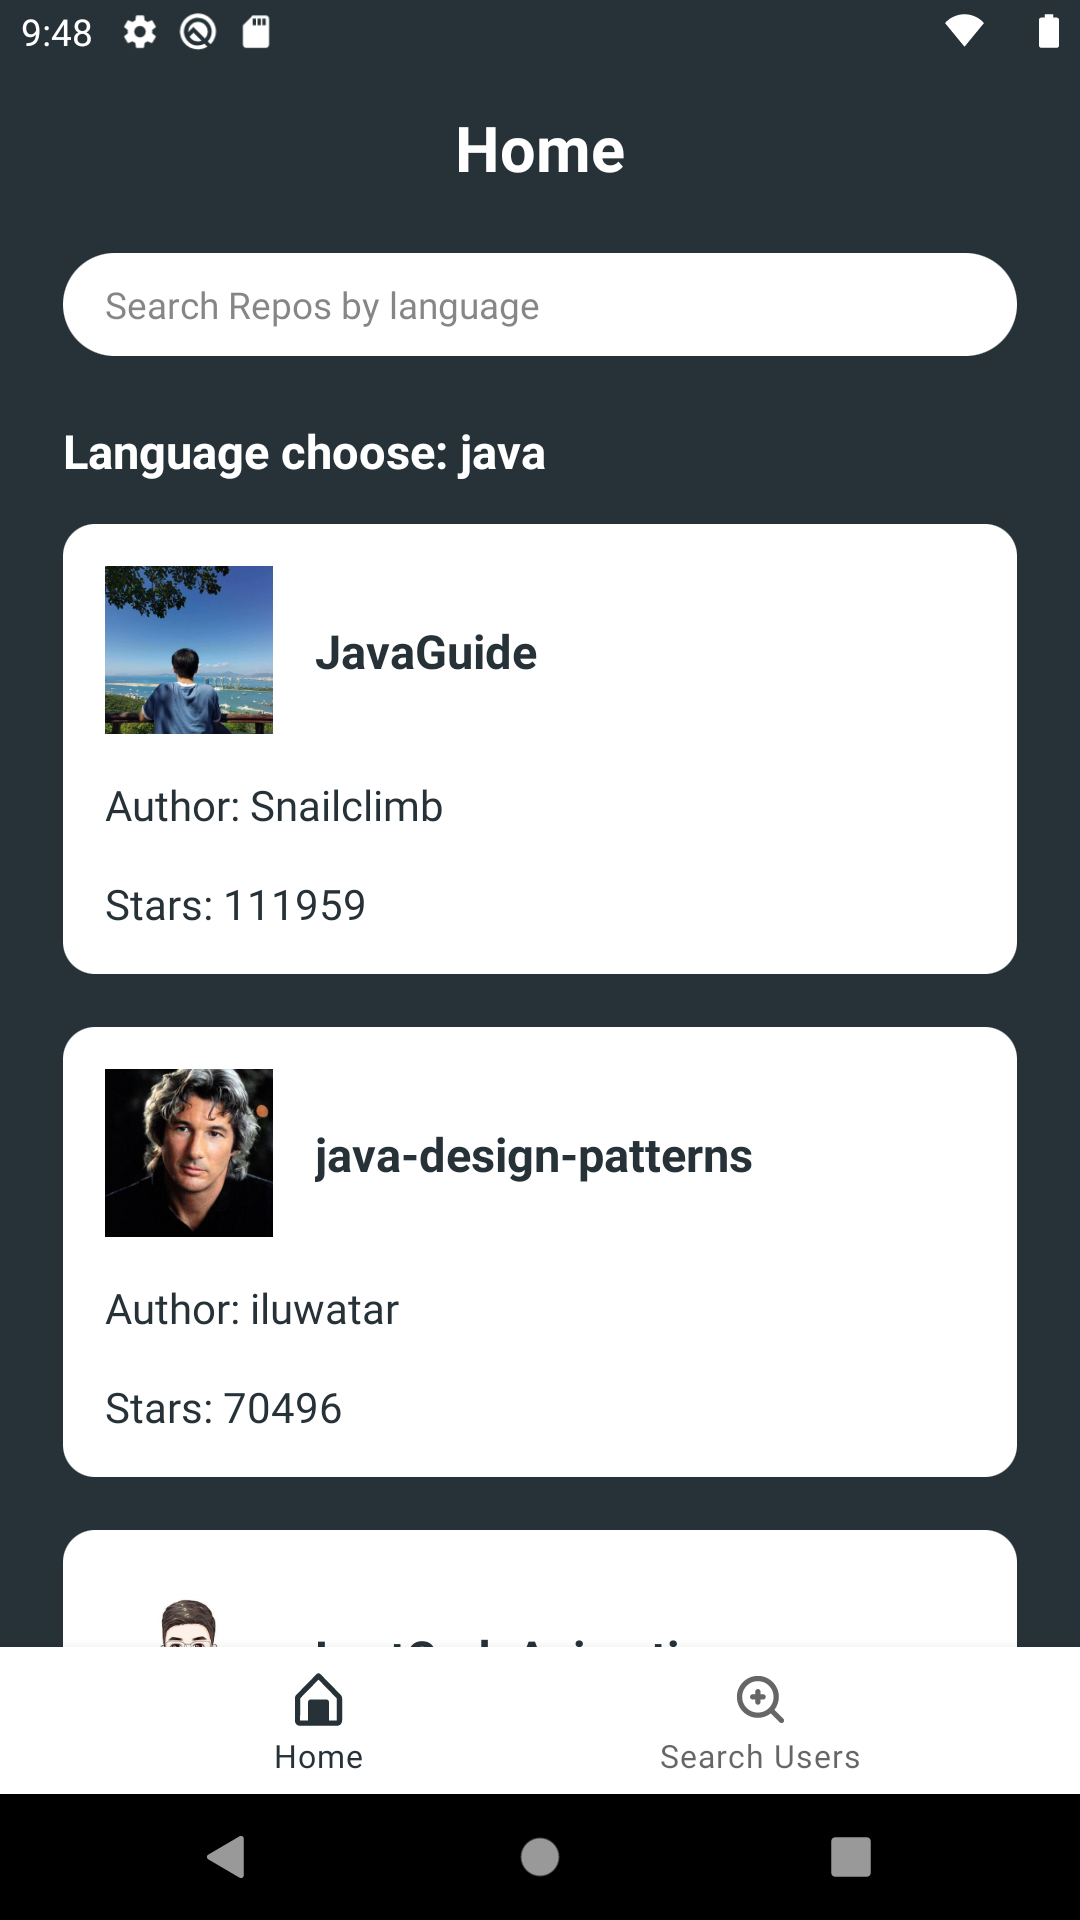 9:48
Home
Search Repos by language
Language choose: java
JavaGuide
Author: Snailclimb
Stars: 111959
java-design-patterns
Author: iluwatar
Stars: 70496
Home
Search Users